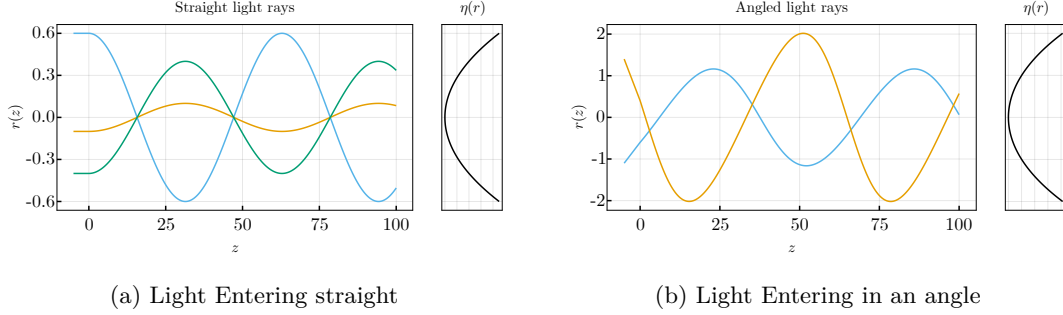 Straight light rays
η(r)
0.6
0.3
0.0
-0.3
-0.6
r(z)
0
25
50
75
100
z
(a) Light Entering straight
Angled light rays
η(r)
2
1
0
-1
-2
r(z)
0
25
50
75
100
z
(b) Light Entering in an angle